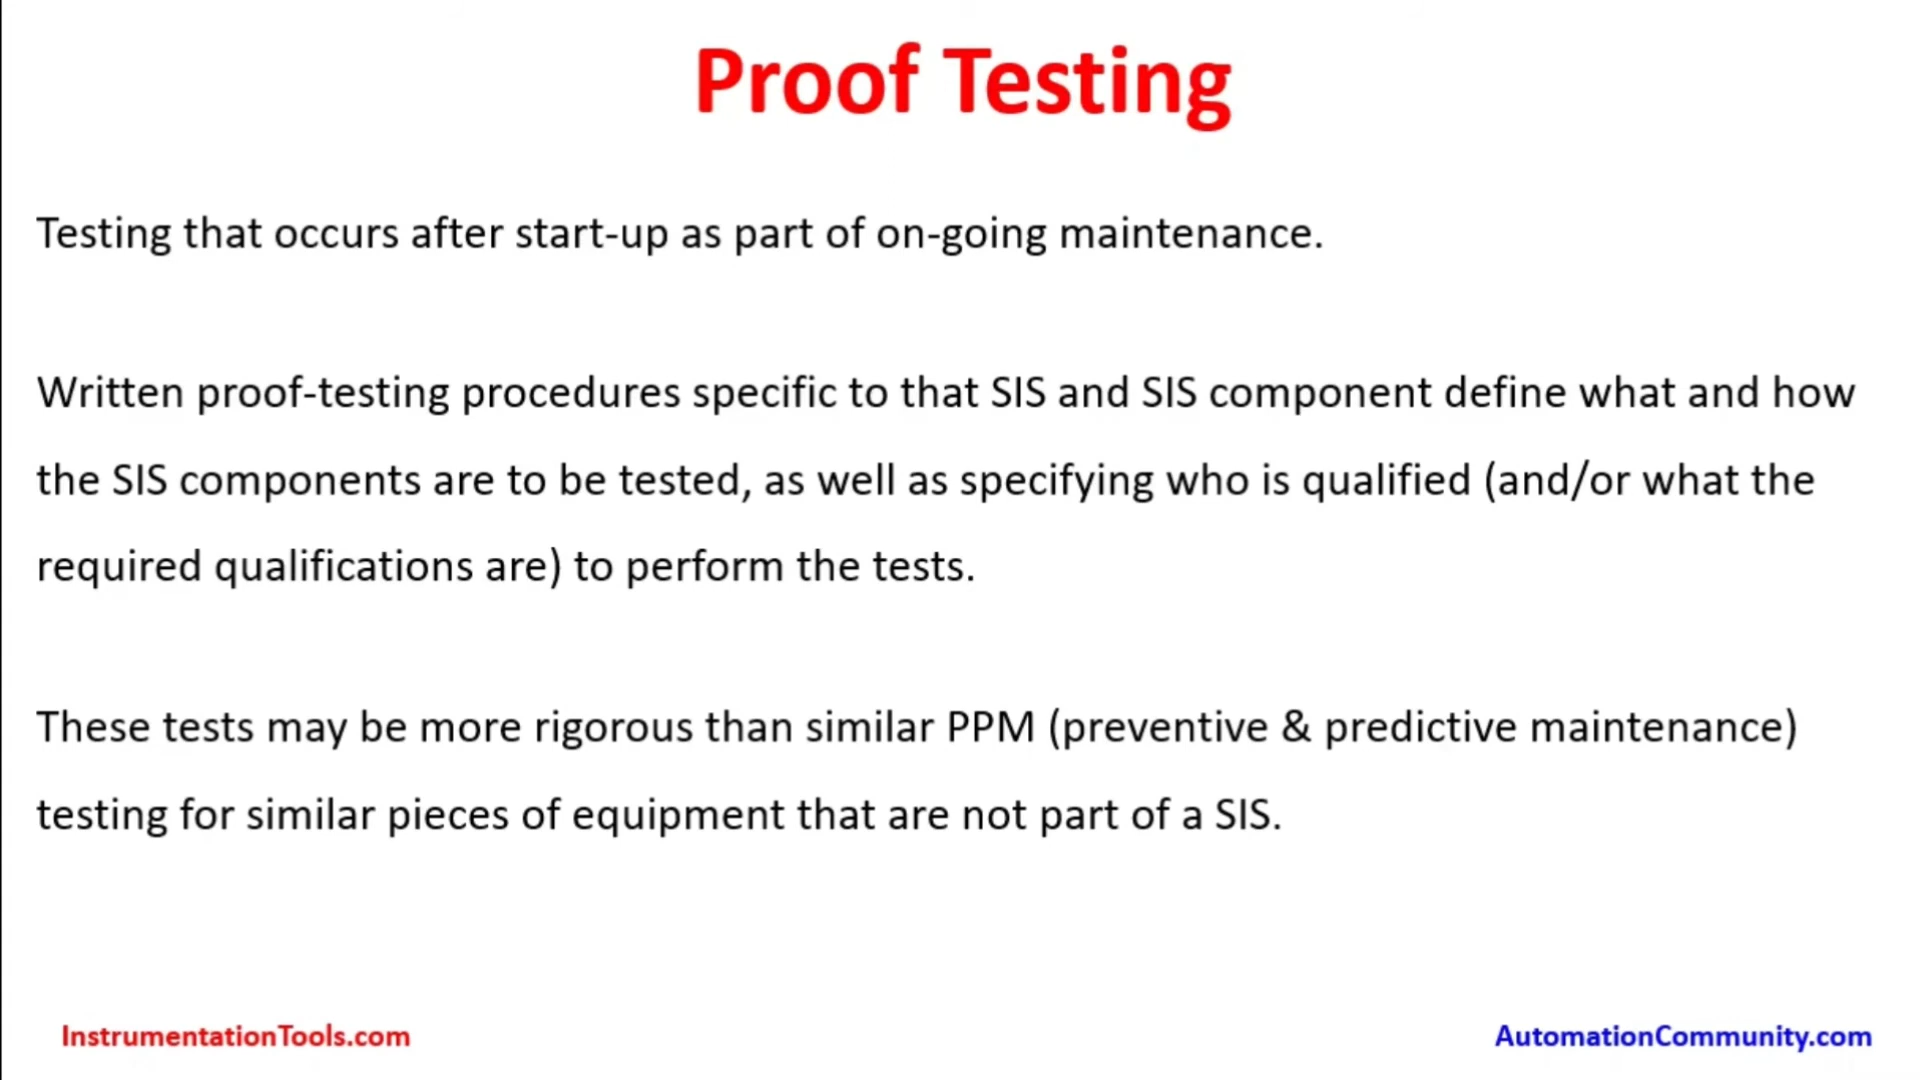 Proof Testing
Testing that occurs after start-up as part of on-going maintenance.
Written proof-testing procedures specific to that SIS and SIS component define what and how
the SIS components are to be tested, as well as specifying who is qualified (and/or what the
required qualifications are) to perform the tests.
These tests may be more rigorous than similar PPM (preventive & predictive maintenance)
testing for similar pieces of equipment that are not part of a SIS.
InstrumentationTools.com
AutomationCommunity.com